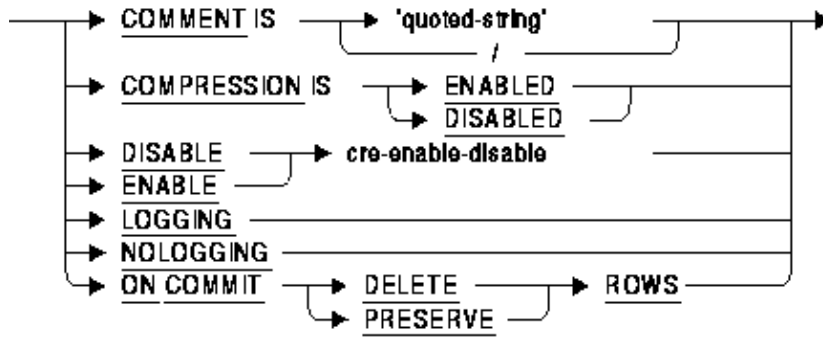 COMMENT IS 'quoted-string'
/
COMPRESSION IS ENABLED
DISABLED
DISABLE cre-enable-disable
ENABLE
LOGGING
NOLOGGING
ON COMMIT DELETE ROWS
PRESERVE